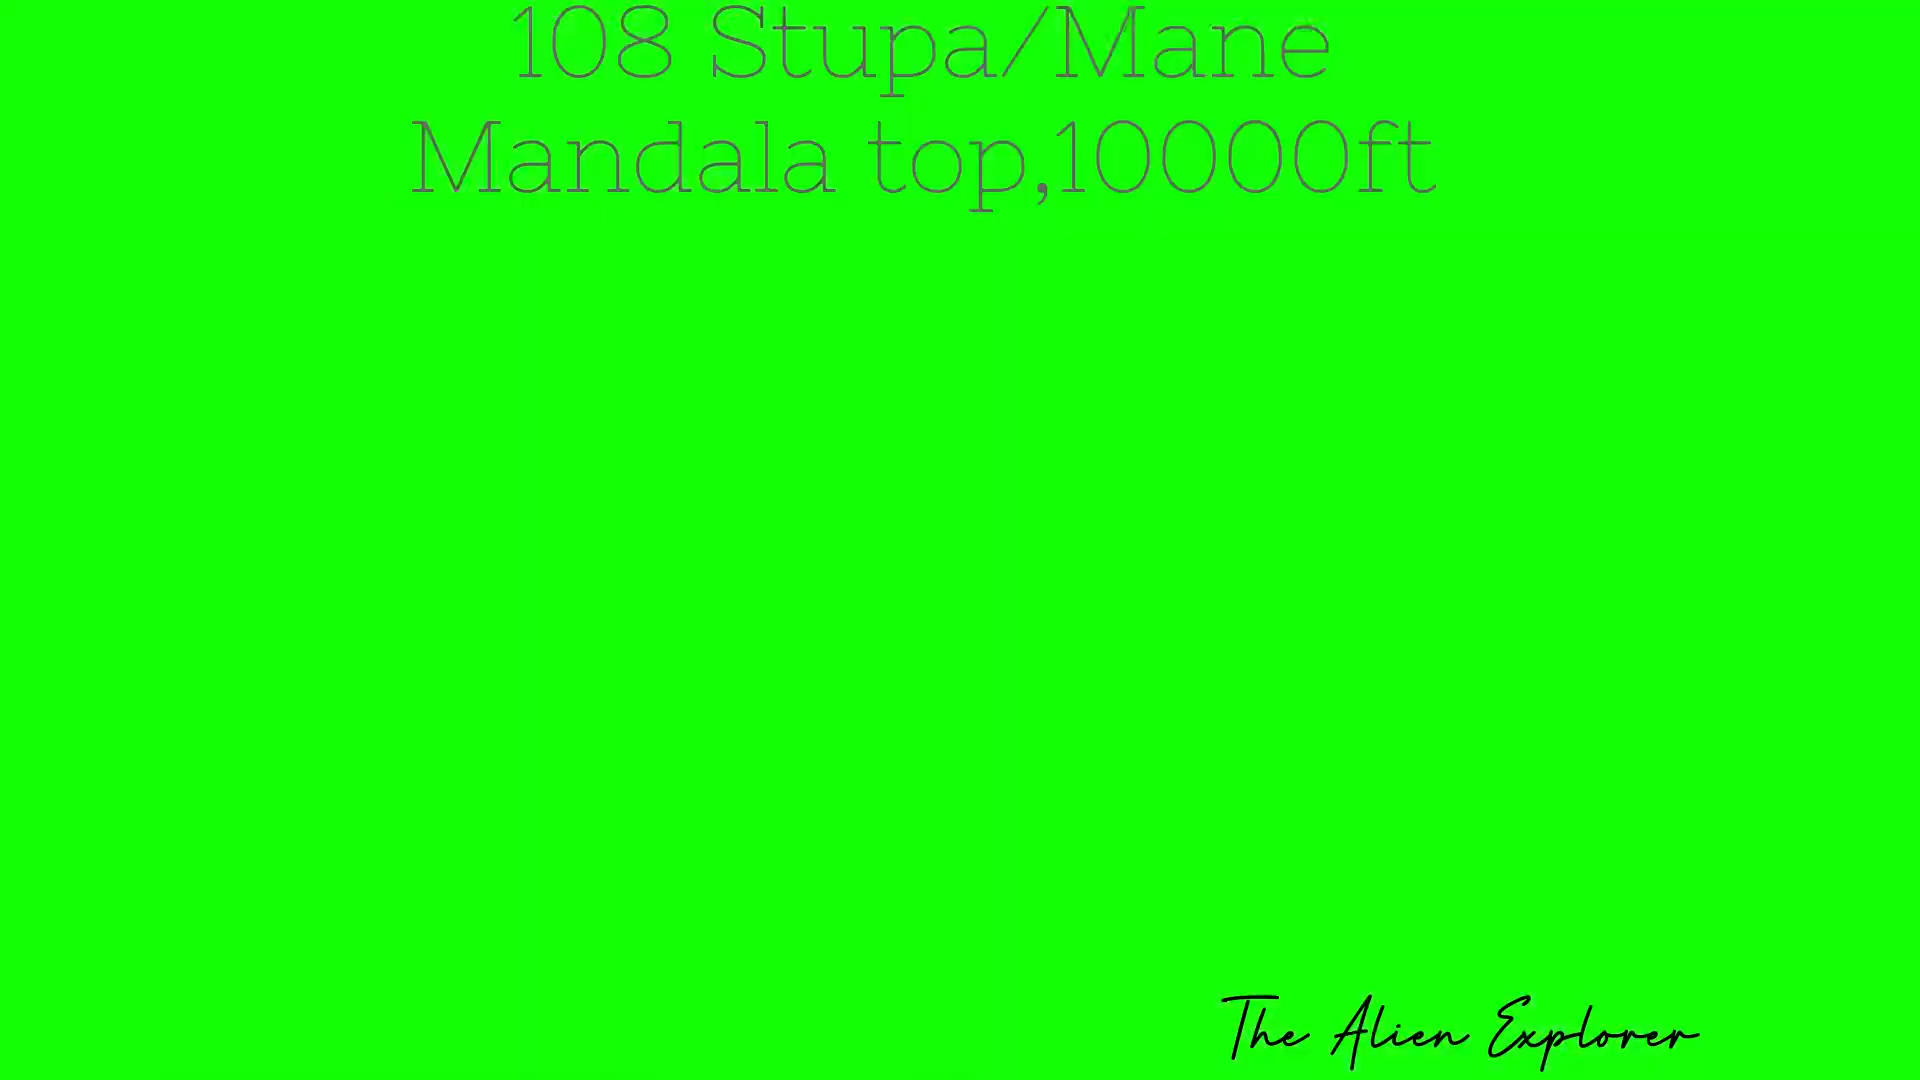 108 Stupa/Mane
Mandala top,10000ft
The Alien Explorer